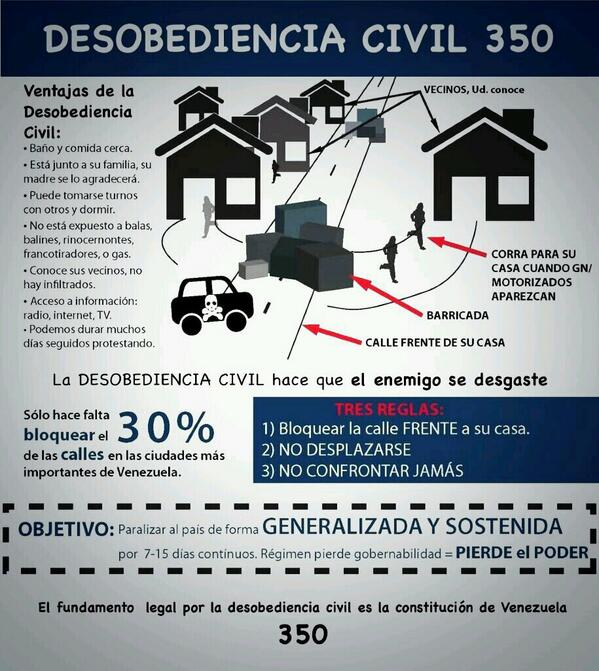 DESOBEDIENCIA CIVIL 350
Ventajas de la
Desobediencia
Civil:
• Baño y comida cerca.
• Está junto a su familia, su
madre se lo agradecerá.
• Puede tomarse turnos
con otros y dormir.
• No está expuesto a balas,
balines, rinocernontes,
francotiradores, o gas.
• Conoce sus vecinos, no
hay infiltrados.
• Acceso a información:
radio, internet, TV.
• Podemos durar muchos
días seguidos protestando.
VECINOS, Ud. conoce
CORRA PARA SU
CASA CUANDO GN/
MOTORIZADOS
APAREZCAN
BARRICADA
CALLE FRENTE DE SU CASA
La DESOBEDIENCIA CIVIL hace que el enemigo se desgaste
Sólo hace falta
bloquear el 30%
de las calles en las ciudades más
importantes de Venezuela.
TRES REGLAS:
1) Bloquear la calle FRENTE a su casa.
2) NO DESPLAZARSE
3) NO CONFRONTAR JAMÁS
OBJETIVO: Paralizar al país de forma GENERALIZADA Y SOSTENIDA
por 7-15 días contínuos. Régimen pierde gobernabilidad = PIERDE el PODER
El fundamento legal por la desobediencia civil es la constitución de Venezuela
350